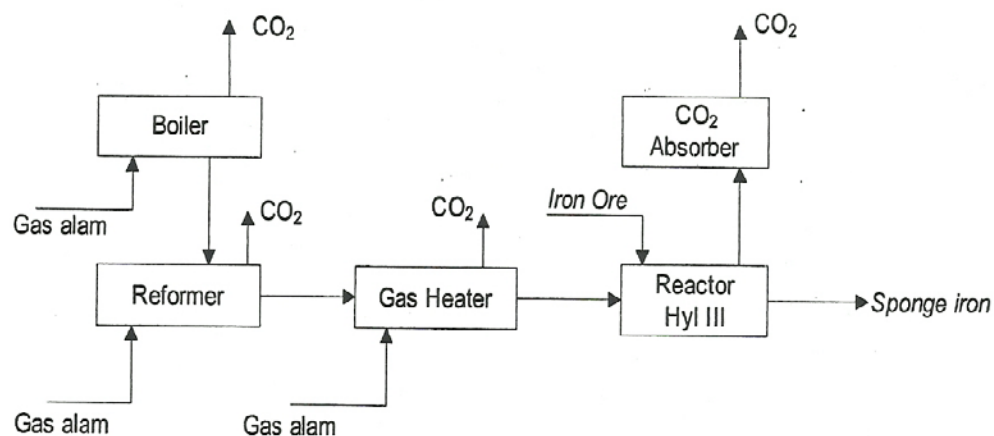 CO₂
CO₂
Boiler
CO₂
Absorber
Gas alam
CO₂
CO₂
Iron Ore
Reformer
Gas Heater
Reactor
Hyl III
Sponge iron
Gas alam
Gas alam